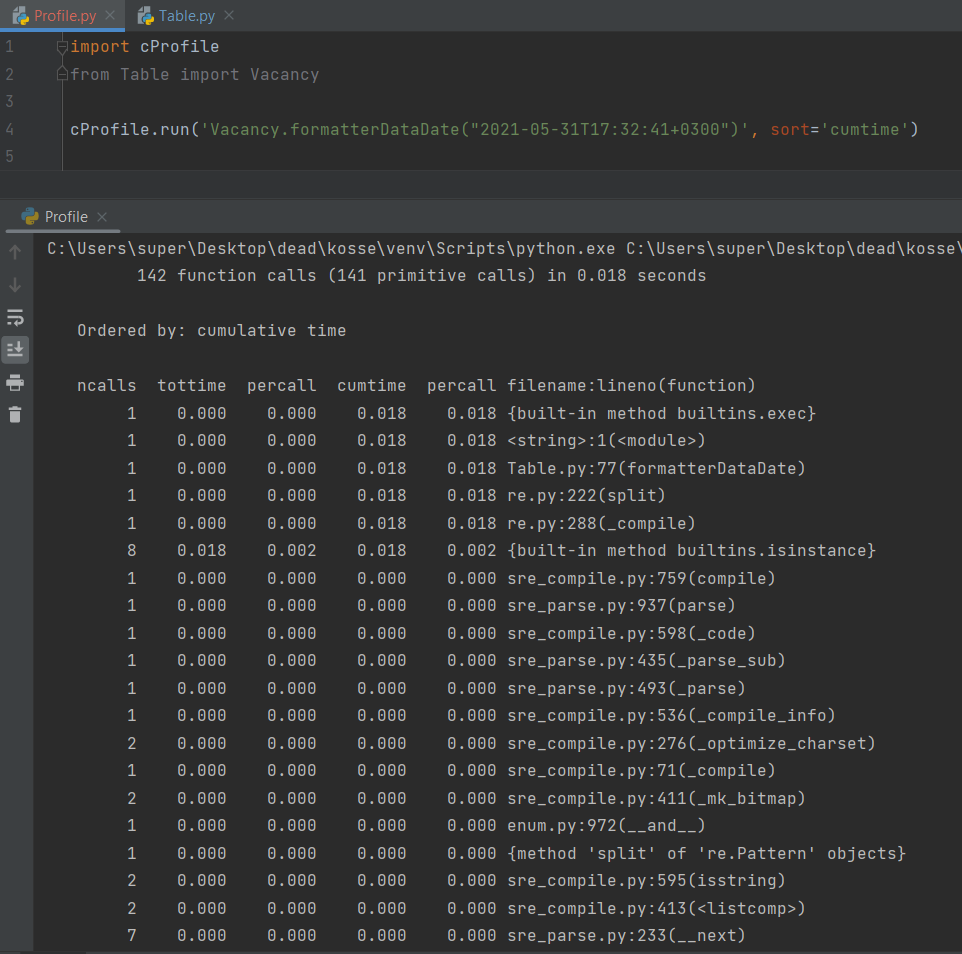 Profile.py Table.py
1 import cProfile
2 from Table import Vacancy
3
4 cProfile.run('Vacancy.formatterDataDate("2021-05-31T17:32:41+0300")', sort='cumtime')
5
Profile
C:\Users\super\Desktop\dead\kosse\venv\Scripts\python.exe C:\Users\super\Desktop\dead\kosse\
142 function calls (141 primitive calls) in 0.018 seconds
Ordered by: cumulative time
ncalls tottime percall cumtime percall filename:lineno(function)
1 0.000 0.000 0.018 0.018 {built-in method builtins.exec}
1 0.000 0.000 0.018 0.018 <string>:1(<module>)
1 0.000 0.000 0.018 0.018 Table.py:77(formatterDataDate)
1 0.000 0.000 0.018 0.018 re.py:222(split)
1 0.000 0.000 0.018 0.018 re.py:288(_compile)
8 0.018 0.002 0.018 0.002 {built-in method builtins.isinstance}
1 0.000 0.000 0.000 0.000 sre_compile.py:759(compile)
1 0.000 0.000 0.000 0.000 sre_parse.py:937(parse)
1 0.000 0.000 0.000 0.000 sre_compile.py:598(_code)
1 0.000 0.000 0.000 0.000 sre_parse.py:435(_parse_sub)
1 0.000 0.000 0.000 0.000 sre_parse.py:493(_parse)
1 0.000 0.000 0.000 0.000 sre_compile.py:536(_compile_info)
2 0.000 0.000 0.000 0.000 sre_compile.py:276(_optimize_charset)
1 0.000 0.000 0.000 0.000 sre_compile.py:71(_compile)
2 0.000 0.000 0.000 0.000 sre_compile.py:411(_mk_bitmap)
1 0.000 0.000 0.000 0.000 enum.py:972(__and__)
1 0.000 0.000 0.000 0.000 {method 'split' of 're.Pattern' objects}
2 0.000 0.000 0.000 0.000 sre_compile.py:595(isstring)
2 0.000 0.000 0.000 0.000 sre_compile.py:413(<listcomp>)
7 0.000 0.000 0.000 0.000 sre_parse.py:233(__next)